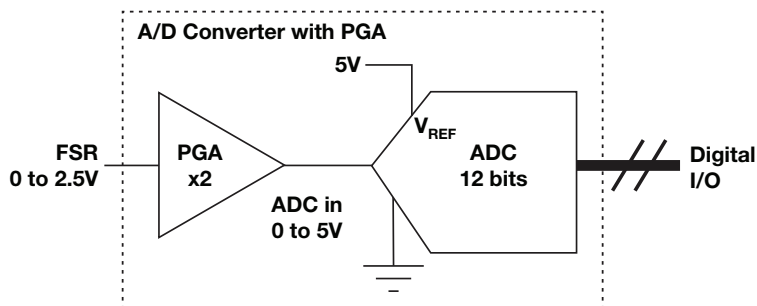 A/D Converter with PGA
5V
VREF
FSR
0 to 2.5V
PGA
x2
ADC in
0 to 5V
ADC
12 bits
Digital
I/O